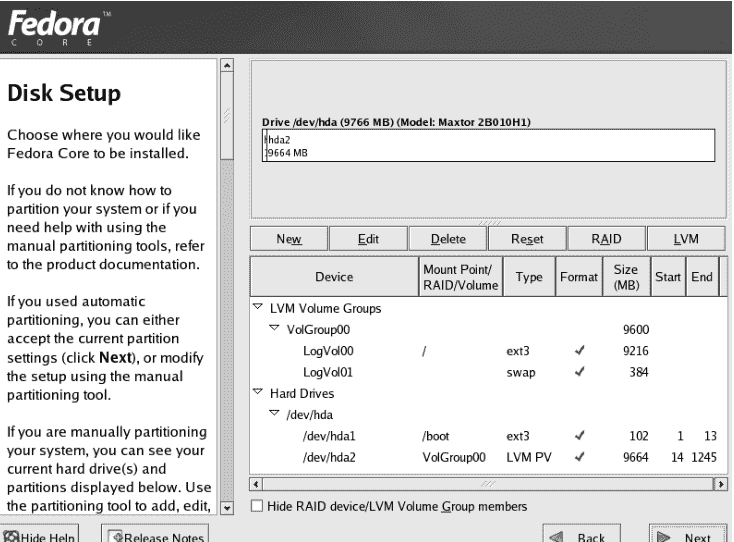 Fedora™
CORE
Disk Setup
Choose where you would like
Fedora Core to be installed.
If you do not know how to
partition your system or if you
need help with using the
manual partitioning tools, refer
to the product documentation.
If you used automatic
partitioning, you can either
accept the current partition
settings (click Next), or modify
the setup using the manual
partitioning tool.
If you are manually partitioning
your system, you can see your
current hard drive(s) and
partitions displayed below. Use
the partitioning tool to add, edit,
Drive /dev/hda (9766 MB) (Model: Maxtor 2B010H1)
hda2
9664 MB
New Edit Delete Reset RAID LVM
Device Mount Point/ RAID/Volume Type Format Size (MB) Start End
LVM Volume Groups
VolGroup00 9600
LogVol00 / ext3 ✓ 9216
LogVol01 swap ✓ 384
Hard Drives
/dev/hda
/dev/hda1 /boot ext3 ✓ 102 1 13
/dev/hda2 VolGroup00 LVM PV ✓ 9664 14 1245
Hide RAID device/LVM Volume Group members
Hide Help Release Notes Back Next